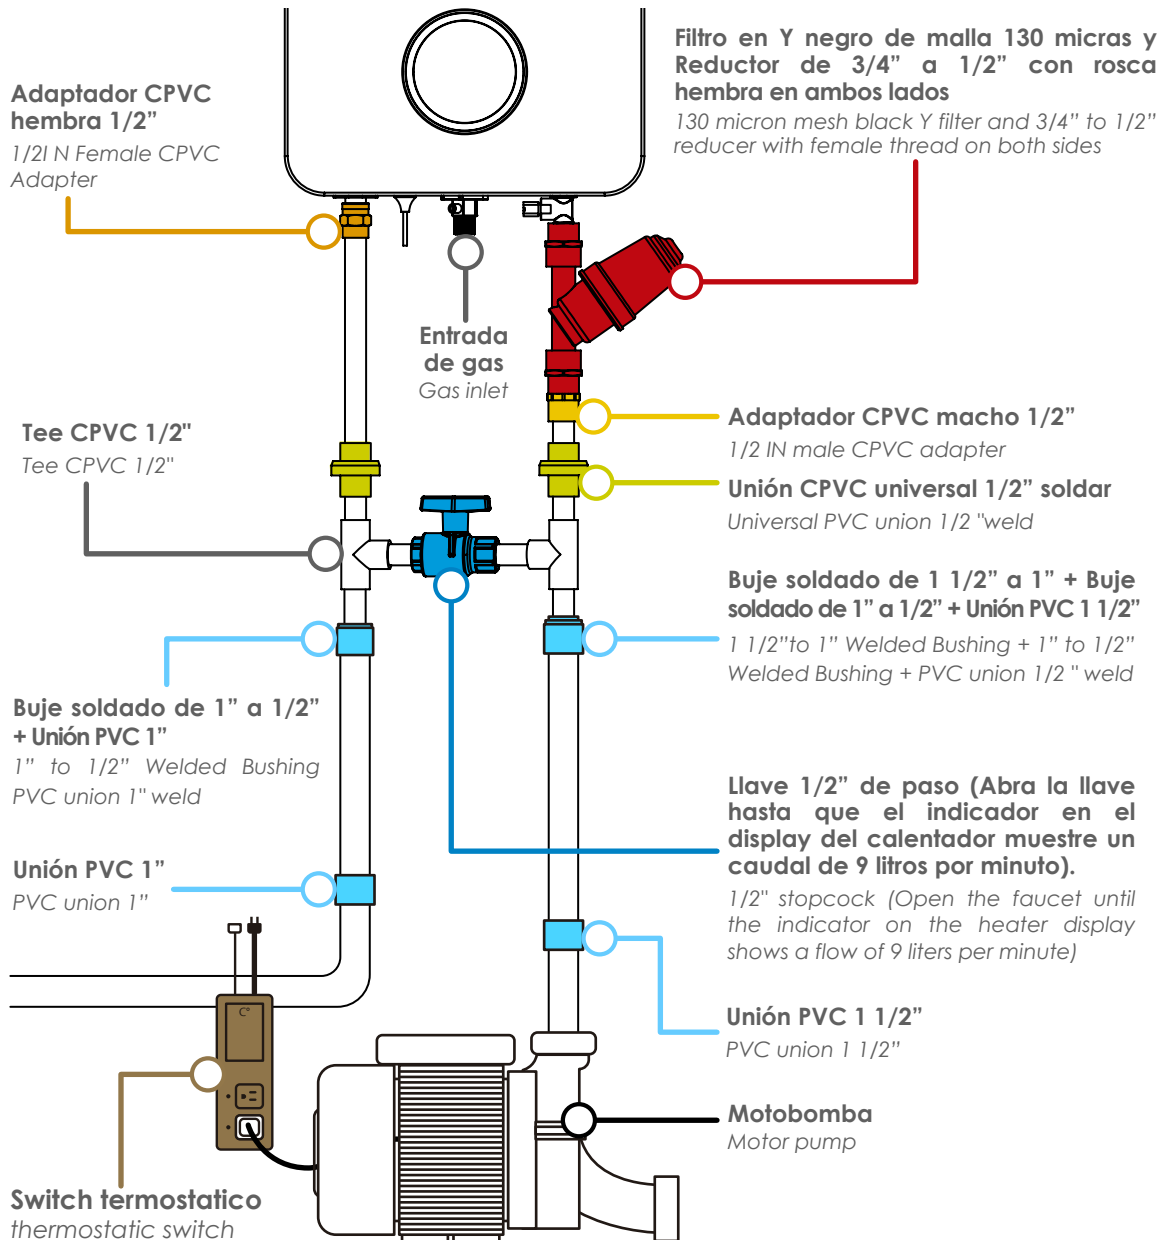 Filtro en Y negro de malla 130 micras y
Reductor de 3/4” a 1/2” con rosca
hembra en ambos lados
130 micron mesh black Y filter and 3/4” to 1/2”
reducer with female thread on both sides
Adaptador CPVC
hembra 1/2”
1/2I N Female CPVC
Adapter
Entrada
de gas
Gas inlet
Adaptador CPVC macho 1/2”
1/2 IN male CPVC adapter
Tee CPVC 1/2"
Tee CPVC 1/2"
Unión CPVC universal 1/2” soldar
Universal PVC union 1/2 "weld
Buje soldado de 1 1/2” a 1” + Buje
soldado de 1” a 1/2” + Unión PVC 1 1/2”
1 1/2”to 1” Welded Bushing + 1” to 1/2”
Welded Bushing + PVC union 1/2 " weld
Buje soldado de 1” a 1/2”
+ Unión PVC 1”
1” to 1/2” Welded Bushing
PVC union 1" weld
Llave 1/2” de paso (Abra la llave
hasta que el indicador en el
display del calentador muestre un
caudal de 9 litros por minuto).
1/2" stopcock (Open the faucet until
the indicator on the heater display
shows a flow of 9 liters per minute)
Unión PVC 1”
PVC union 1”
C°
Unión PVC 1 1/2”
PVC union 1 1/2”
Motobomba
Motor pump
Switch termostatico
thermostatic switch